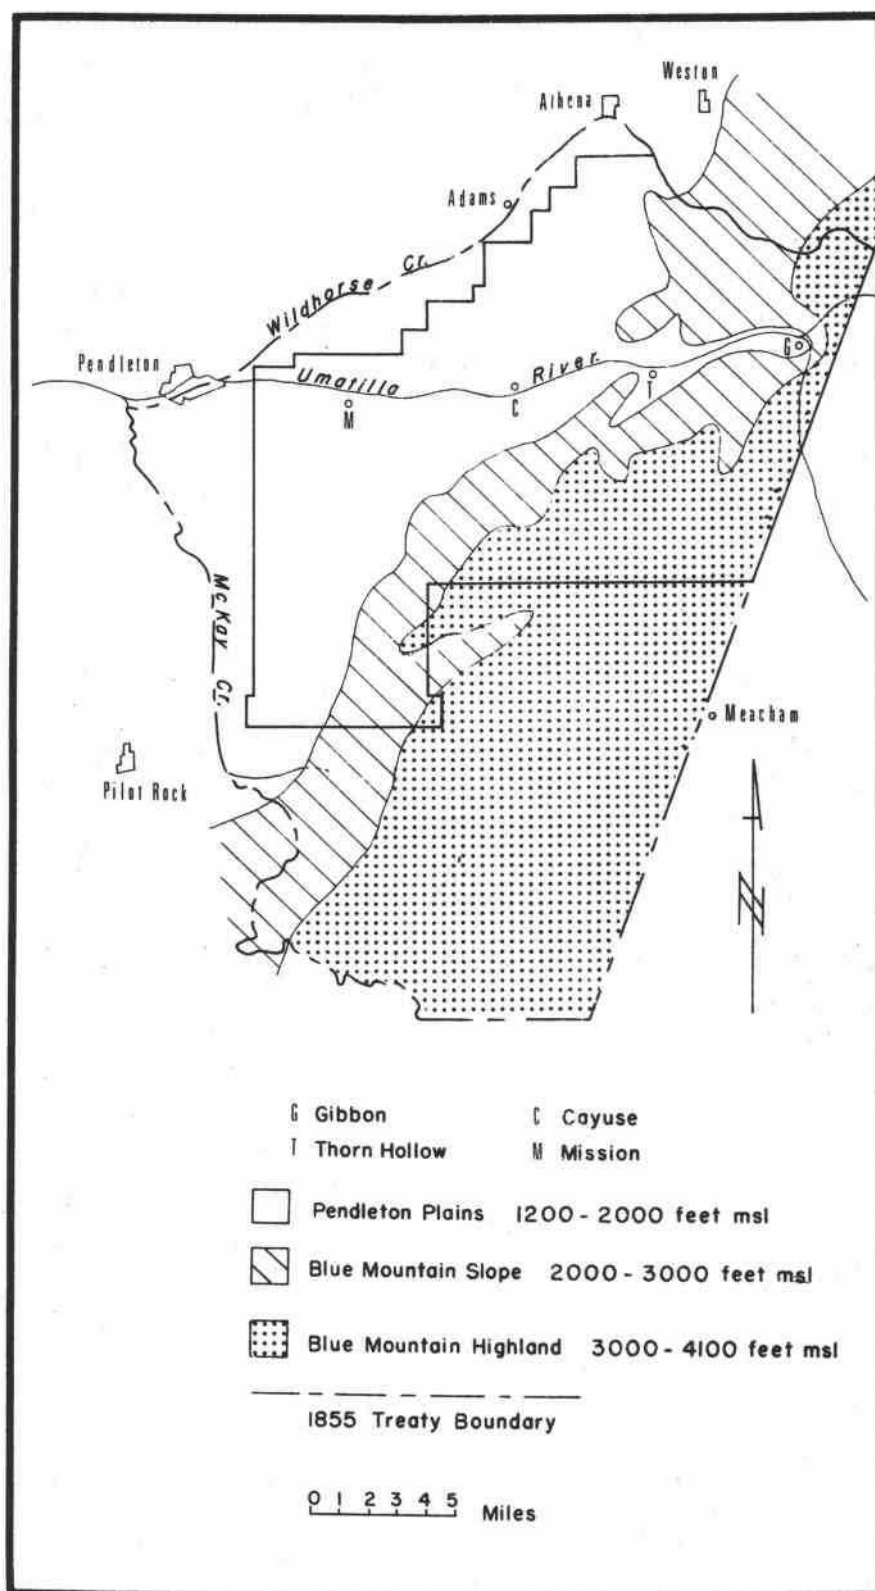 Weston
Athena
Adams
Wildhorse Cr.
Pendleton
Umatilla River
G
T
C
M
McKay Cr.
Meacham
Pilot Rock
N
G Gibbon C Cayuse
T Thorn Hollow M Mission
Pendleton Plains 1200-2000 feet msl
Blue Mountain Slope 2000-3000 feet msl
Blue Mountain Highland 3000-4100 feet msl
1855 Treaty Boundary
0 1 2 3 4 5 Miles